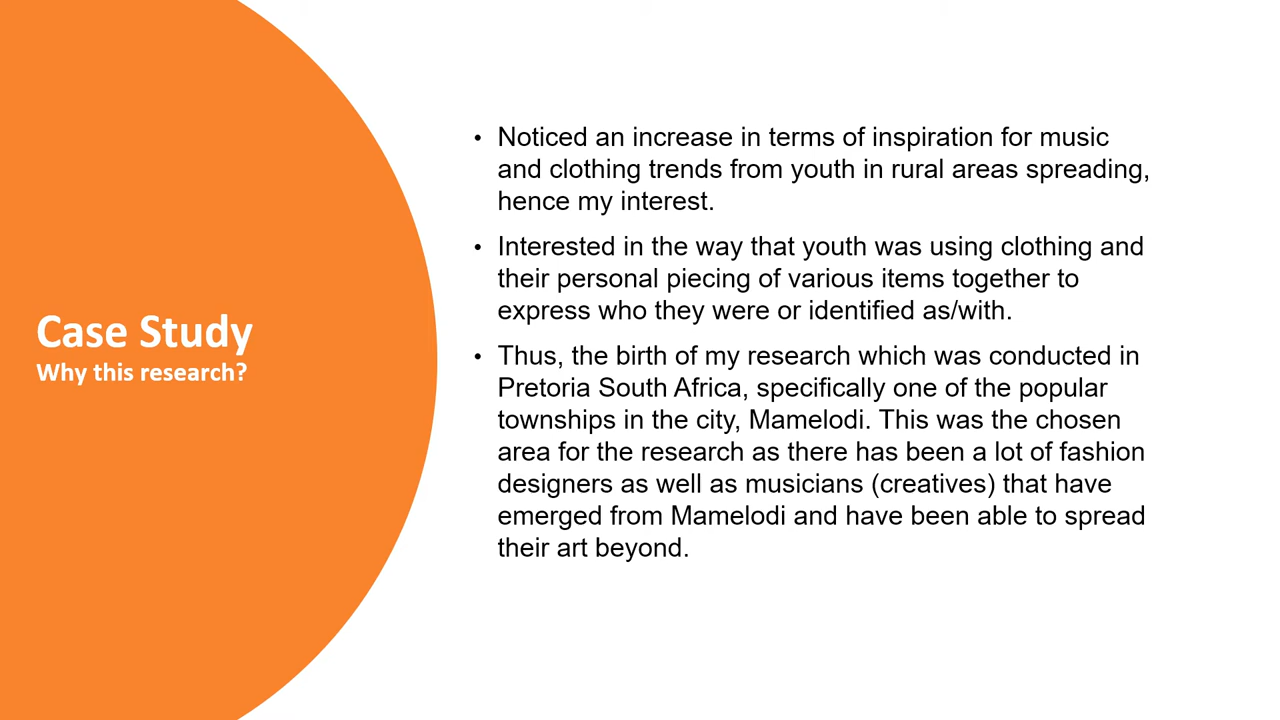 Case Study
Why this research?
• Noticed an increase in terms of inspiration for music
and clothing trends from youth in rural areas spreading,
hence my interest.
• Interested in the way that youth was using clothing and
their personal piecing of various items together to
express who they were or identified as/with.
• Thus, the birth of my research which was conducted in
Pretoria South Africa, specifically one of the popular
townships in the city, Mamelodi. This was the chosen
area for the research as there has been a lot of fashion
designers as well as musicians (creatives) that have
emerged from Mamelodi and have been able to spread
their art beyond.